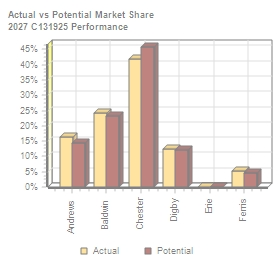 Actual vs Potential Market Share
2027 C131925 Performance
45%
40%
35%
30%
25%
20%
15%
10%
5%
0%
Andrews
Baldwin
Chester
Digby
Erie
Ferris
Actual
Potential